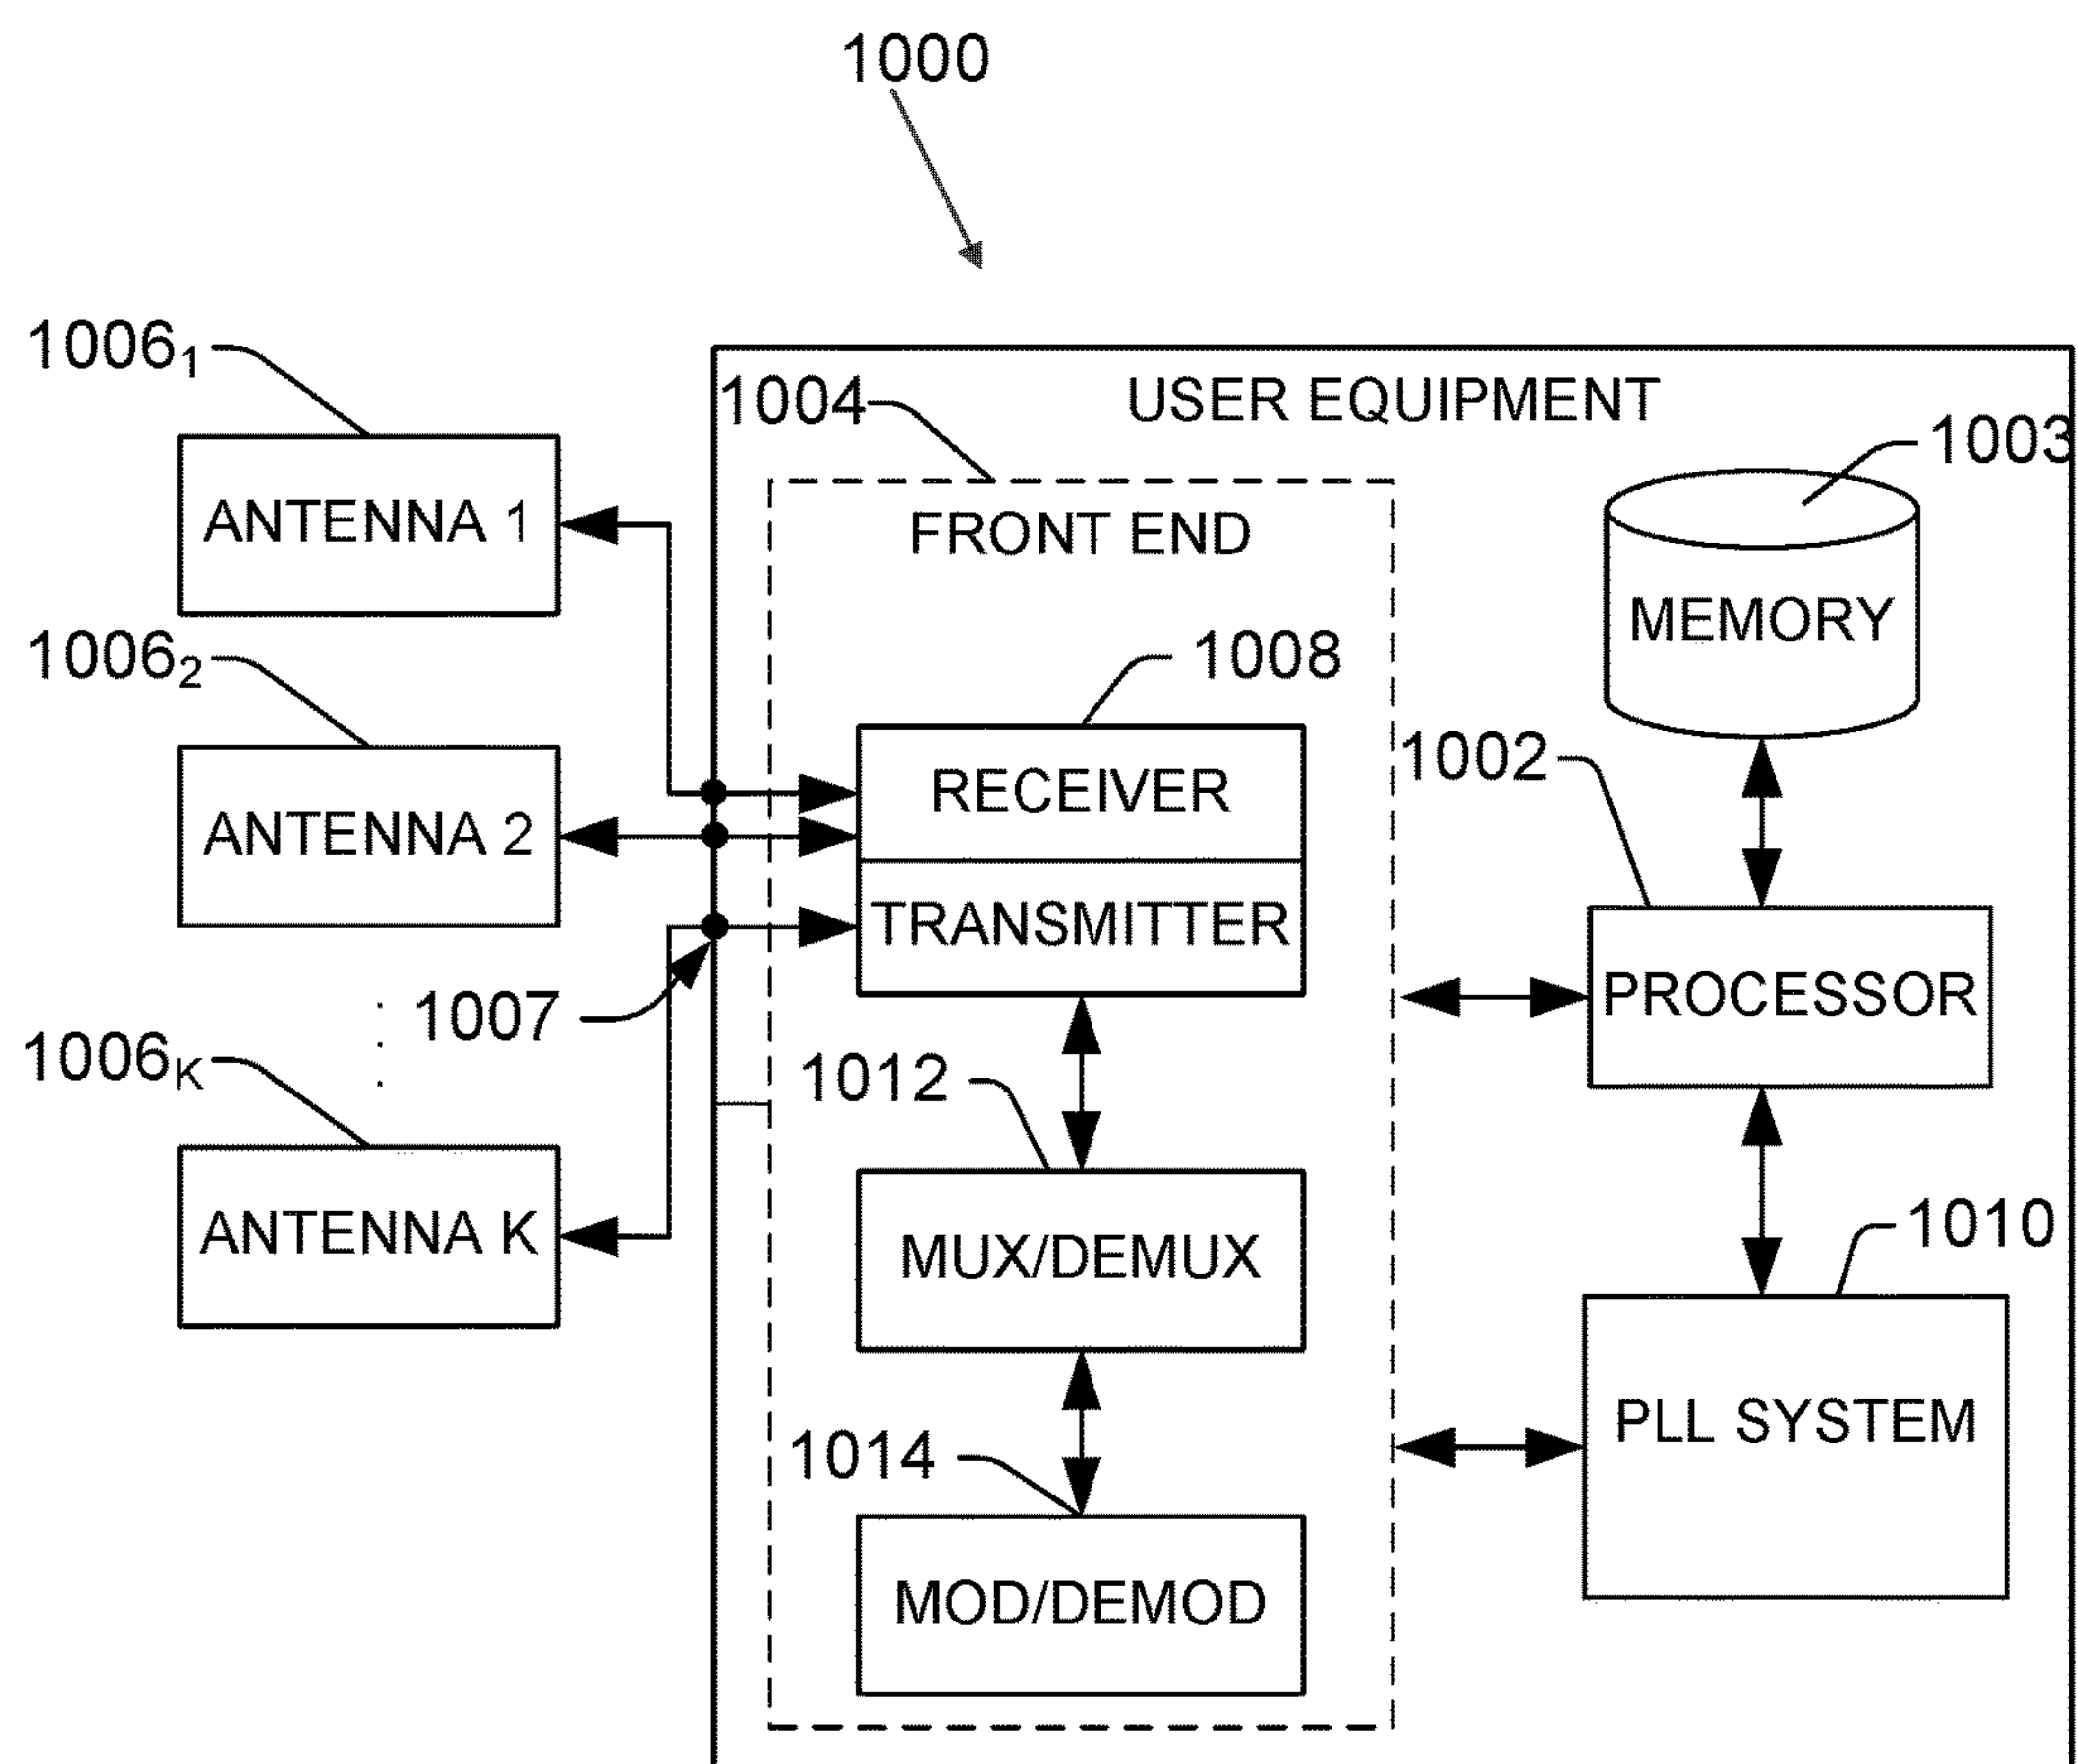 1000
1006₁
1004
USER EQUIPMENT
1003
ANTENNA 1
FRONT END
MEMORY
1006₂
1008
1002
RECEIVER
ANTENNA 2
TRANSMITTER
PROCESSOR
1007
1006ₖ
1012
1010
ANTENNA K
MUX/DEMUX
PLL SYSTEM
1014
MOD/DEMOD